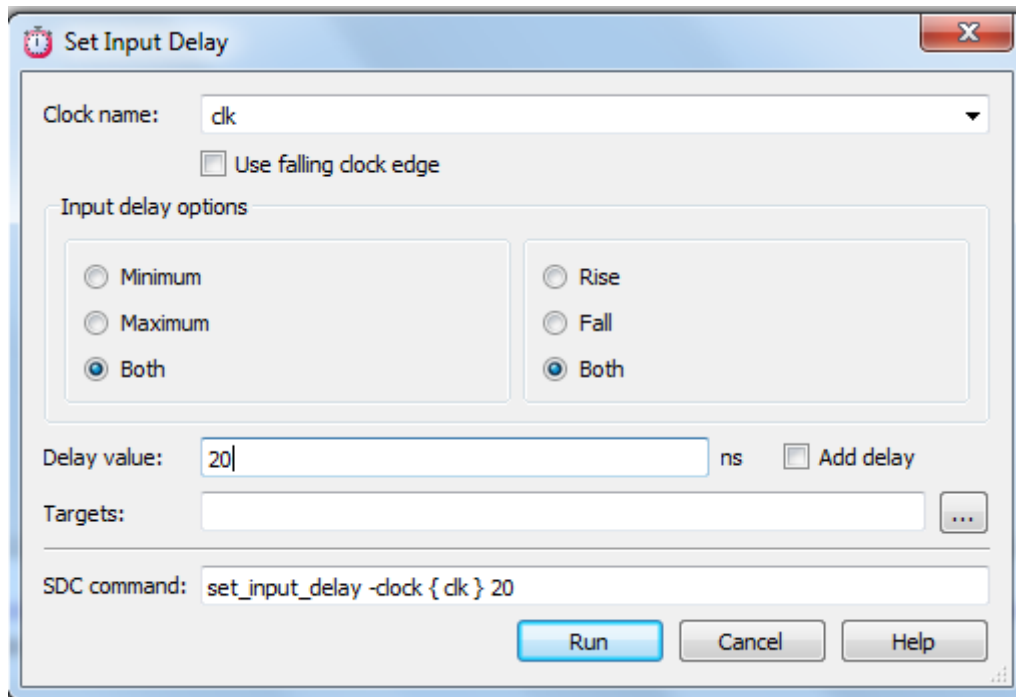 Set Input Delay
Clock name: clk
Use falling clock edge
Input delay options
Minimum Rise
Maximum Fall
Both Both
Delay value: 20 ns Add delay
Targets: ...
SDC command: set_input_delay -clock { clk } 20
Run Cancel Help